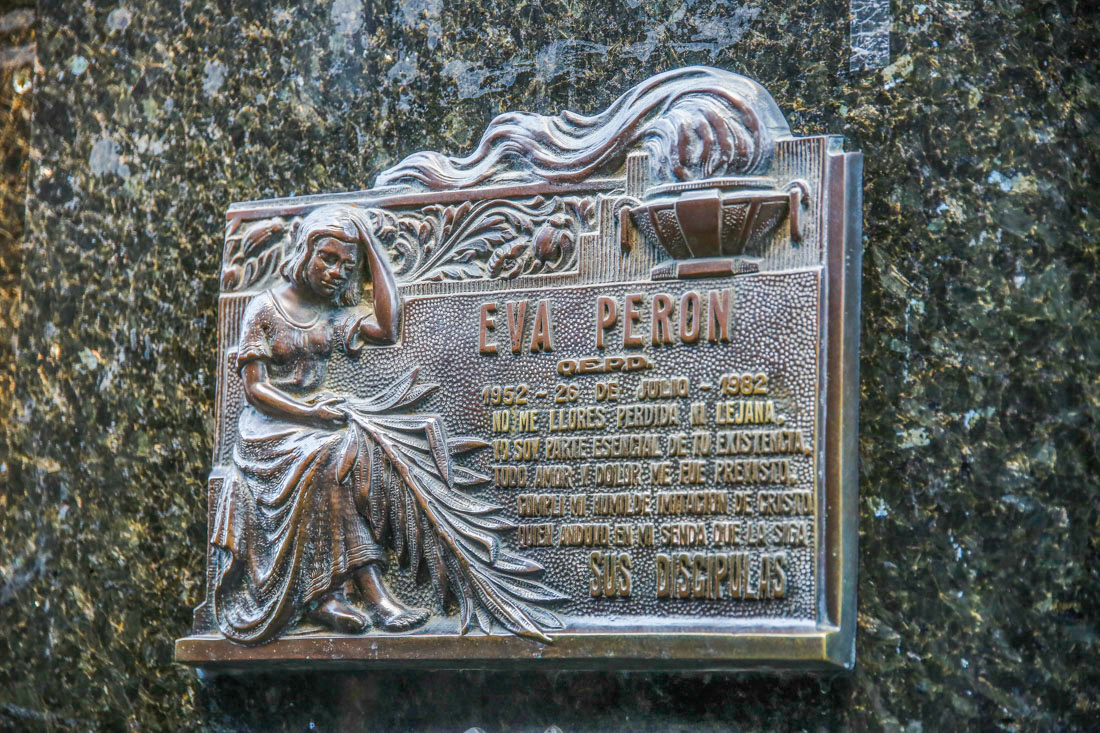 EVA PERON
Q.E.P.D.
1952 - 26 DE JULIO - 1982
NO ME LLORES PERDIDA NI LEJANA,
YO SOY PARTE ESENCIAL DE TU EXISTENCIA,
TODO AMOR Y DOLOR ME FUE PREVISTO,
CUMPLI MI HUMILDE IMITACION DE CRISTO
QUIEN ANDUVO EN MI SENDA QUE LA SIGA
SUS DISCIPULAS